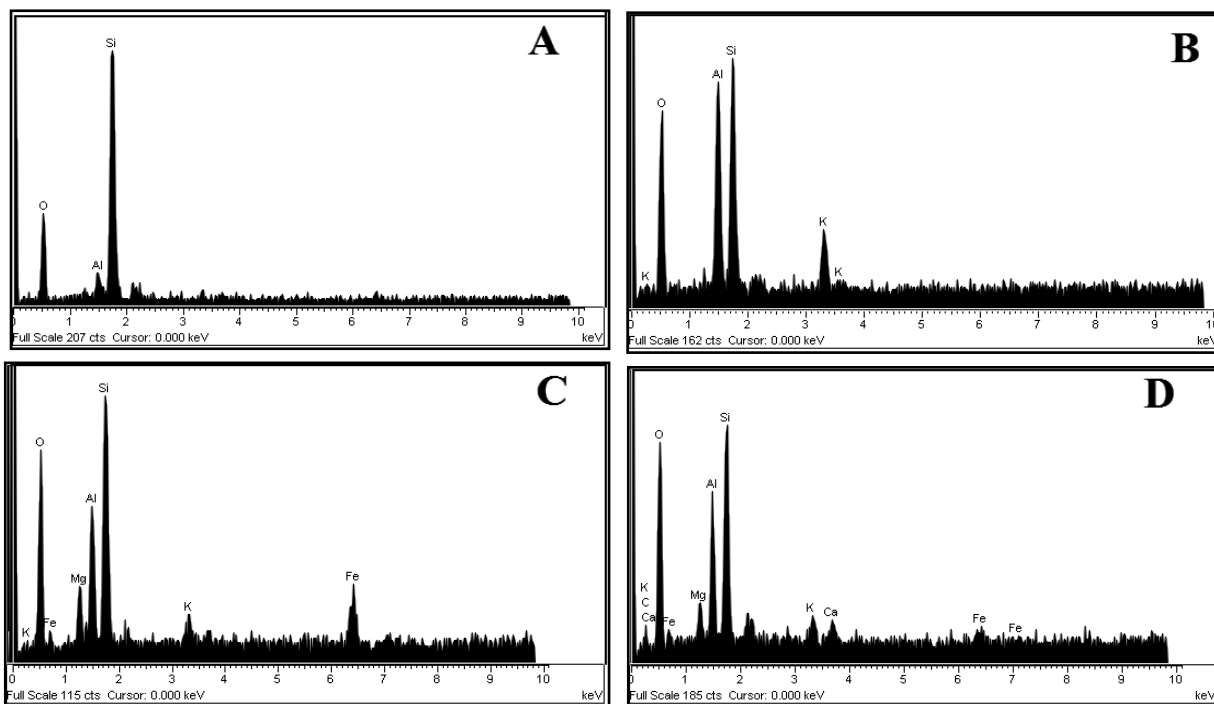 A
Si
O
Al
0 1 2 3 4 5 6 7 8 9 10
Full Scale 207 cts Cursor: 0.000 keV keV
B
Si
Al
O
K
K
K
0 1 2 3 4 5 6 7 8 9 10
Full Scale 162 cts Cursor: 0.000 keV keV
C
Si
O
Al
Mg
Fe
K
Fe
K
0 1 2 3 4 5 6 7 8 9 10
Full Scale 115 cts Cursor: 0.000 keV keV
D
Si
O
Al
K
C
Mg
Ca
Fe
K
Ca
Fe
Fe
0 1 2 3 4 5 6 7 8 9 10
Full Scale 185 cts Cursor: 0.000 keV keV